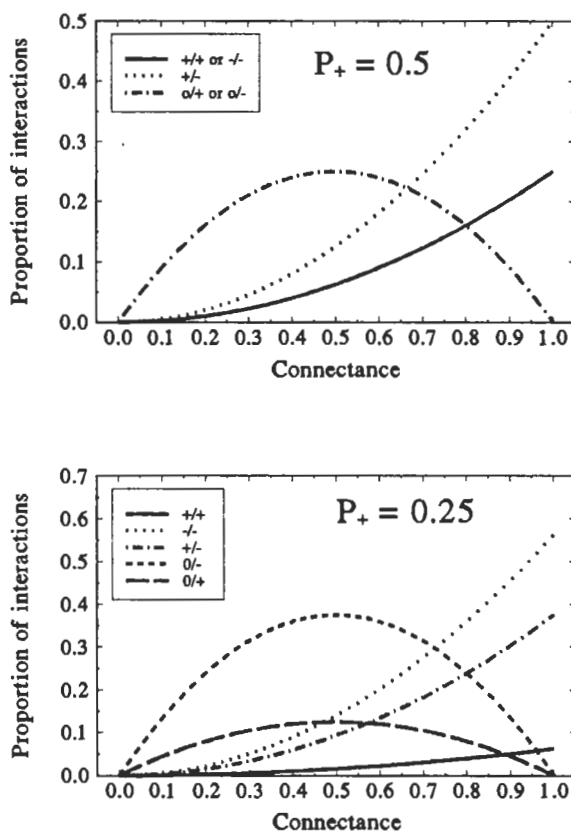 Proportion of interactions
0.5
0.4
0.3
0.2
0.1
0.0
+/+ or -/-
+/-
o/+ or o/-
P₊ = 0.5
0.0 0.1 0.2 0.3 0.4 0.5 0.6 0.7 0.8 0.9 1.0
Connectance
Proportion of interactions
0.7
0.6
0.5
0.4
0.3
0.2
0.1
0.0
+/+
-/-
+/-
0/-
0/+
P₊ = 0.25
0.0 0.1 0.2 0.3 0.4 0.5 0.6 0.7 0.8 0.9 1.0
Connectance